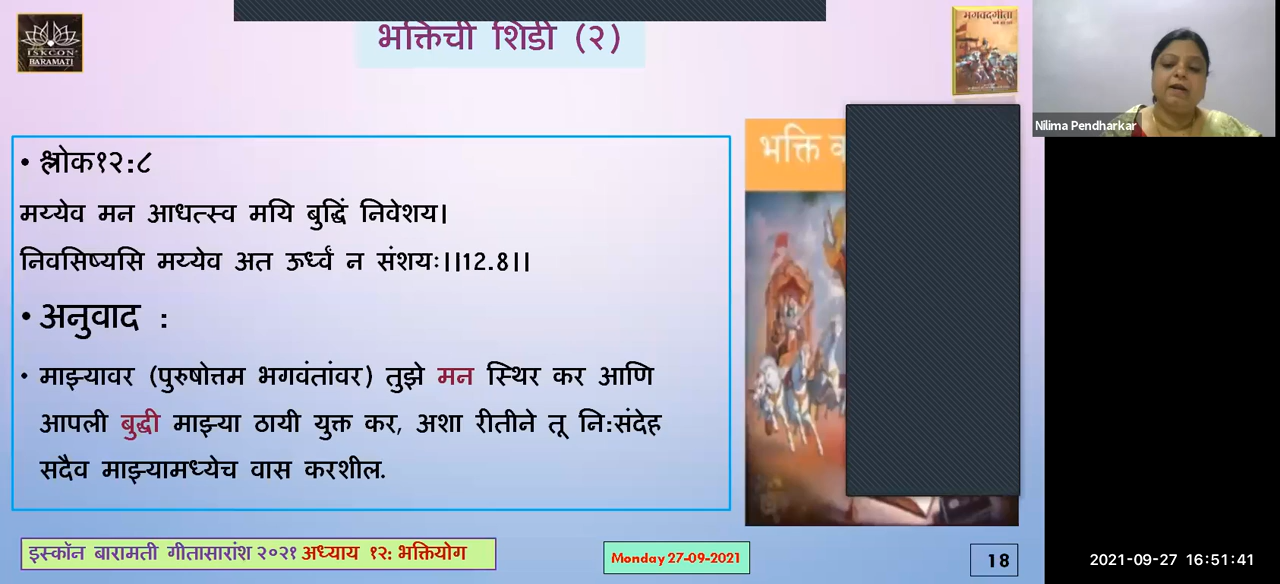 भक्तिची शिडी (२)
ISKCON
BARAMATI
भगवद्गीता
Nilima Pendharkar
• श्लोक१२:८
मय्येव मन आधत्स्व मयि बुद्धिं निवेशय।
निवसिष्यसि मय्येव अत ऊर्ध्वं न संशयः।।12.8।।
• अनुवाद :
• माझ्यावर (पुरुषोत्तम भगवंतांवर) तुझे मन स्थिर कर आणि
आपली बुद्धी माझ्या ठायी युक्त कर, अशा रीतीने तू नि:संदेह
सदैव माझ्यामध्येच वास करशील.
भक्ति
इस्कॉन बारामती गीतासारांश २०२१ अध्याय १२: भक्तियोग
Monday 27-09-2021
18
2021-09-27 16:51:41